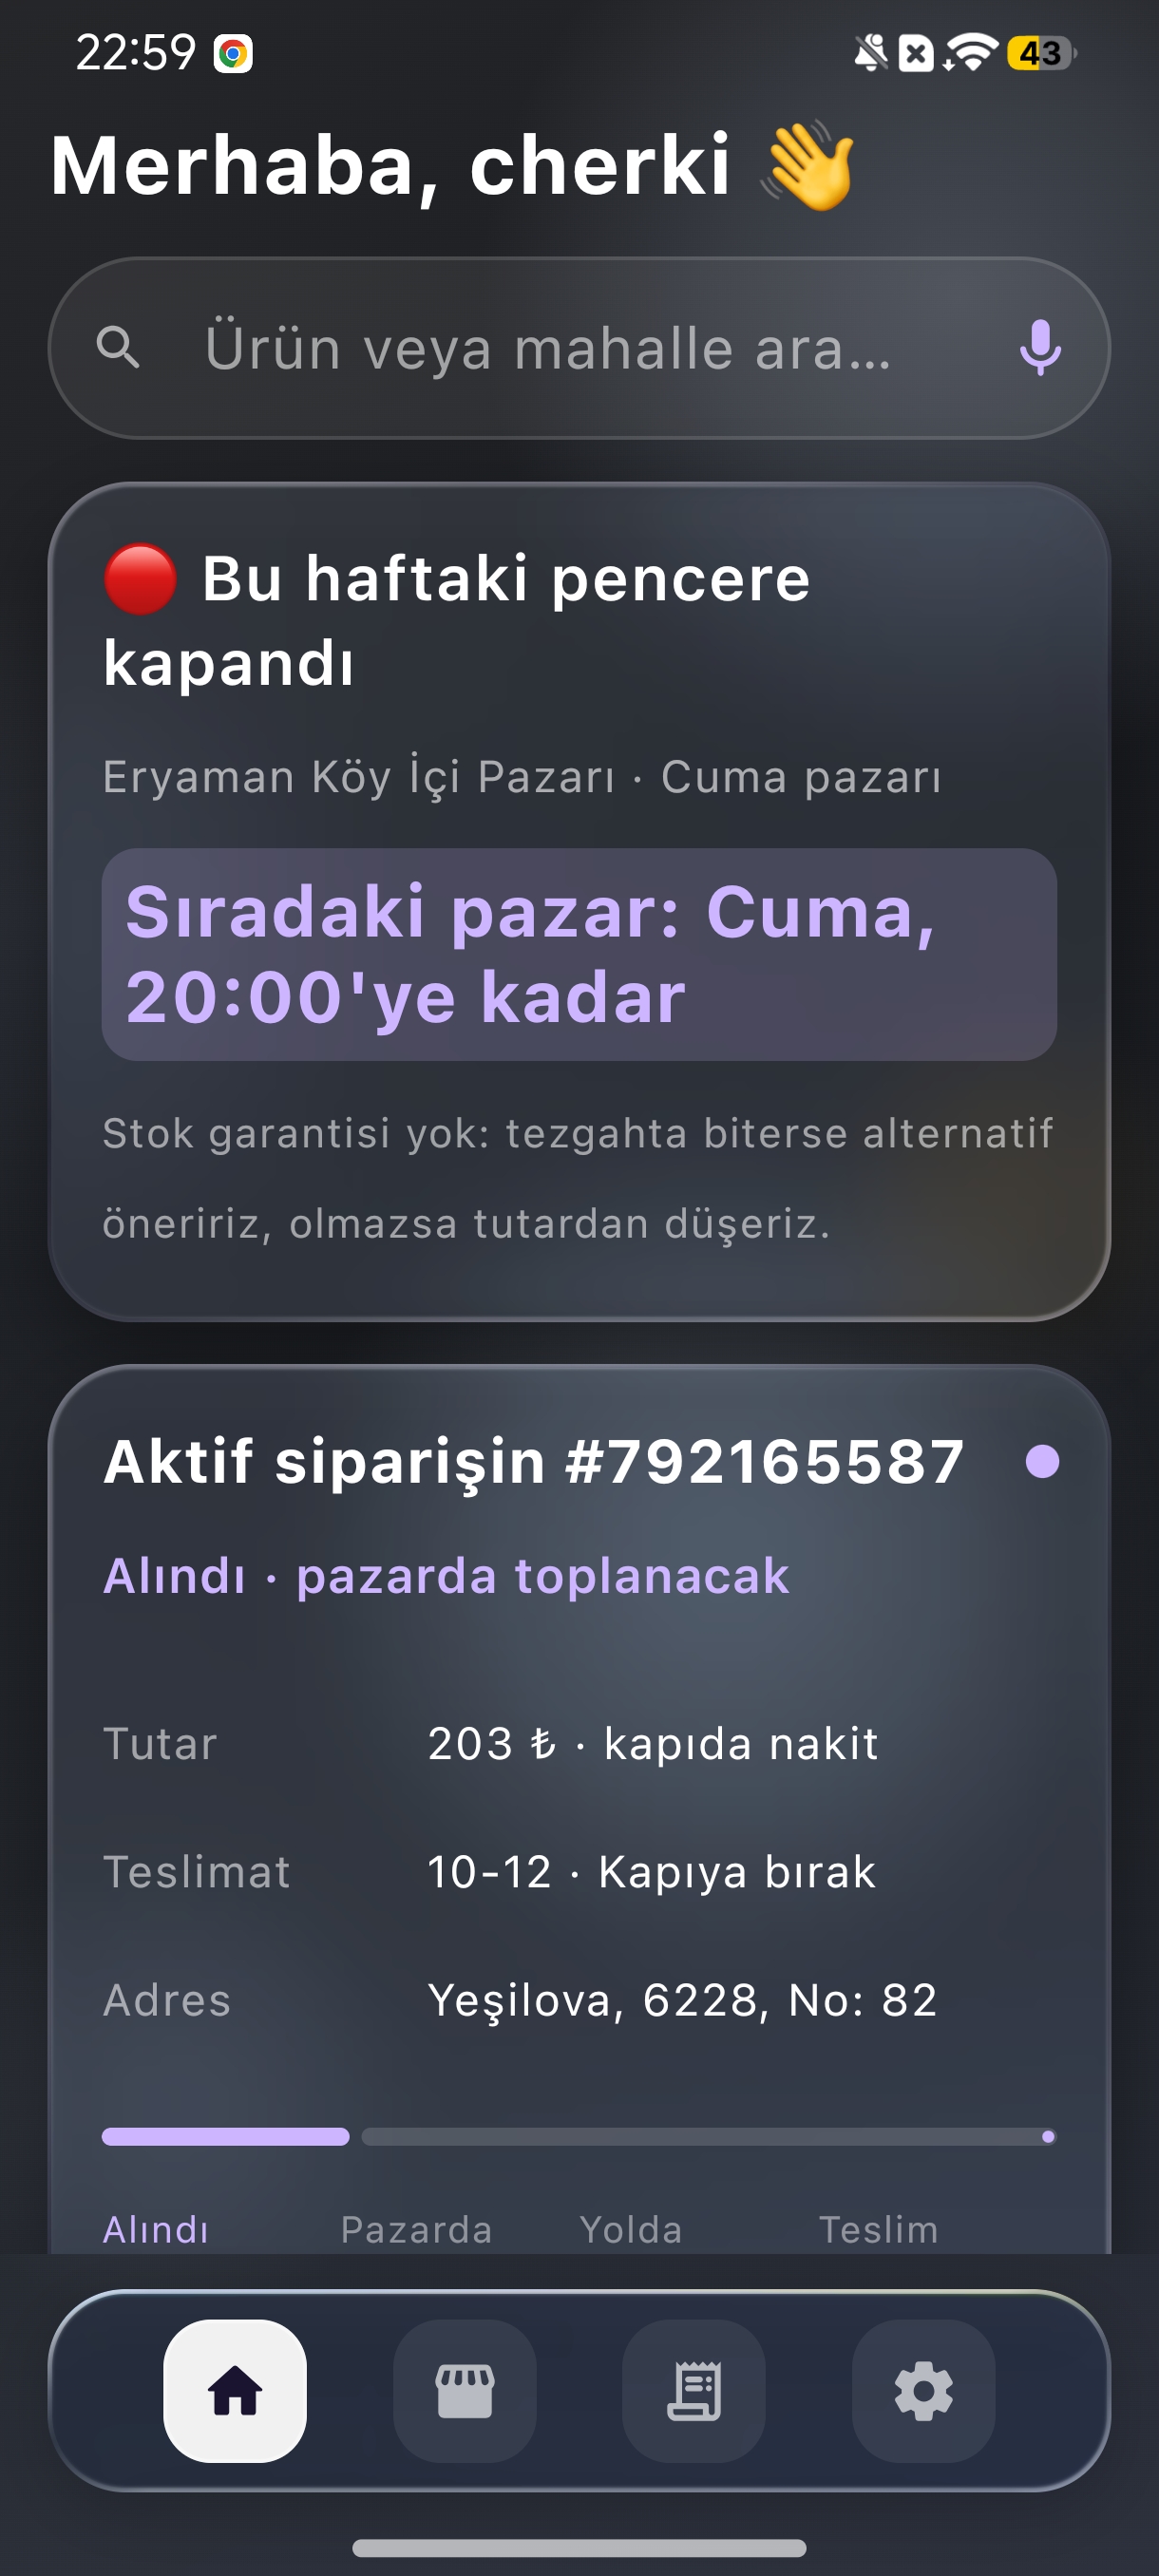 22:59
43
Merhaba, cherki 👋
Ürün veya mahalle ara...
🔴 Bu haftaki pencere
kapandı
Eryaman Köy İçi Pazarı · Cuma pazarı
Sıradaki pazar: Cuma,
20:00'ye kadar
Stok garantisi yok: tezgahta biterse alternatif
öneririz, olmazsa tutardan düşeriz.
Aktif siparişin #792165587
Alındı · pazarda toplanacak
Tutar 203 ₺ · kapıda nakit
Teslimat 10-12 · Kapıya bırak
Adres Yeşilova, 6228, No: 82
Alındı Pazarda Yolda Teslim